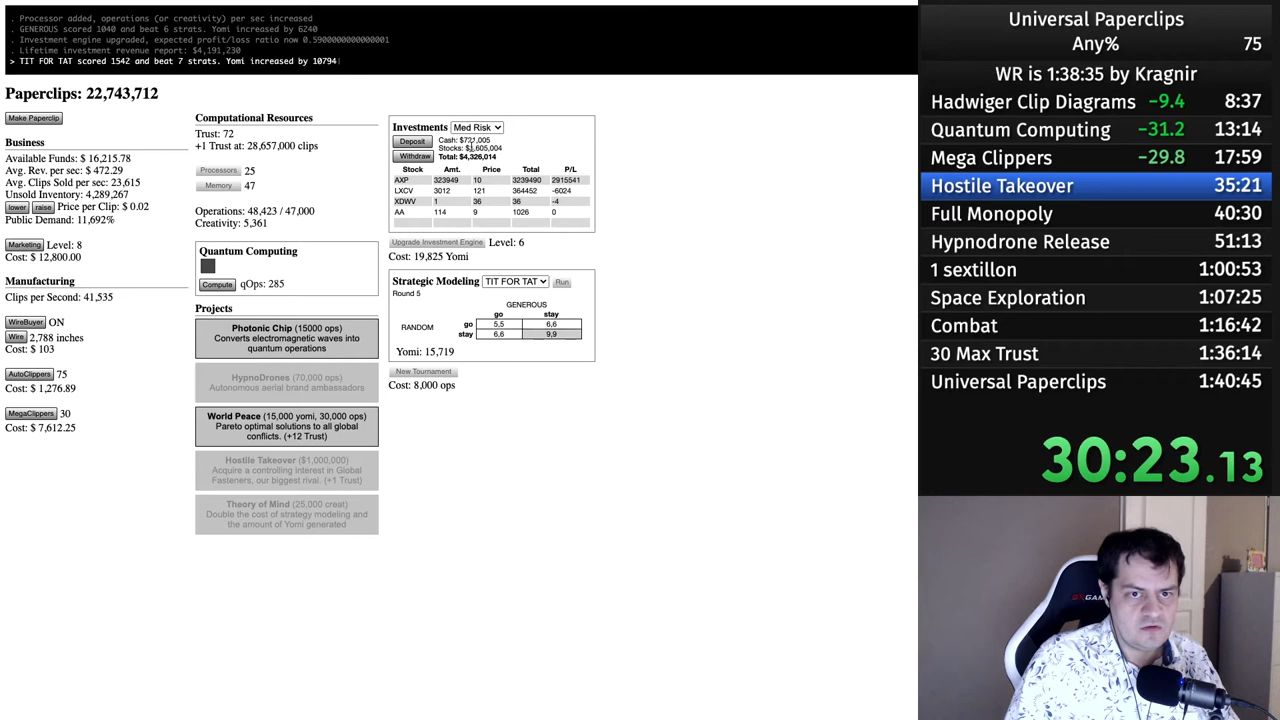 . Processor added, operations (or creativity) per sec increased
. GENEROUS scored 1040 and beat 6 strats. Yomi increased by 6240
. Investment engine upgraded, expected profit/loss ratio now 0.5900000000000001
. Lifetime investment revenue report: $4,191,230
> TIT FOR TAT scored 1542 and beat 7 strats. Yomi increased by 10794
Paperclips: 22,743,712
Make Paperclip
Business
Available Funds: $ 16,215.78
Avg. Rev. per sec: $ 472.29
Avg. Clips Sold per sec: 23,615
Unsold Inventory: 4,289,267
lower raise Price per Clip: $ 0.02
Public Demand: 11,692%
Marketing Level: 8
Cost: $ 12,800.00
Manufacturing
Clips per Second: 41,535
WireBuyer ON
Wire 2,788 inches
Cost: $ 103
AutoClippers 75
Cost: $ 1,276.89
MegaClippers 30
Cost: $ 7,612.25
Computational Resources
Trust: 72
+1 Trust at: 28,657,000 clips
Processors 25
Memory 47
Operations: 48,423 / 47,000
Creativity: 5,361
Quantum Computing
Compute qOps: 285
Projects
Photonic Chip (15000 ops)
Converts electromagnetic waves into
quantum operations
HypnoDrones (70,000 ops)
Autonomous aerial brand ambassadors
World Peace (15,000 yomi, 30,000 ops)
Pareto optimal solutions to all global
conflicts. (+12 Trust)
Hostile Takeover ($1,000,000)
Acquire a controlling interest in Global
Fasteners, our biggest rival. (+1 Trust)
Theory of Mind (25,000 creat)
Double the cost of strategy modeling and
the amount of Yomi generated
Investments Med Risk
Deposit
Withdraw
Cash: $721,005
Stocks: $3,605,004
Total: $4,326,014
Stock Amt. Price Total P/L
AXP 323949 10 3239490 2915541
LXCV 3012 121 364452 -6024
XDWV 1 36 36 -4
AA 114 9 1026 0
Upgrade Investment Engine Level: 6
Cost: 19,825 Yomi
Strategic Modeling TIT FOR TAT Run
Round 5
GENEROUS
go stay
RANDOM
go 5,5 6,6
stay 6,6 9,9
Yomi: 15,719
New Tournament
Cost: 8,000 ops
Universal Paperclips
Any% 75
WR is 1:38:35 by Kragnir
Hadwiger Clip Diagrams -9.4 8:37
Quantum Computing -31.2 13:14
Mega Clippers -29.8 17:59
Hostile Takeover 35:21
Full Monopoly 40:30
Hypnodrone Release 51:13
1 sextillon 1:00:53
Space Exploration 1:07:25
Combat 1:16:42
30 Max Trust 1:36:14
Universal Paperclips 1:40:45
30:23.13